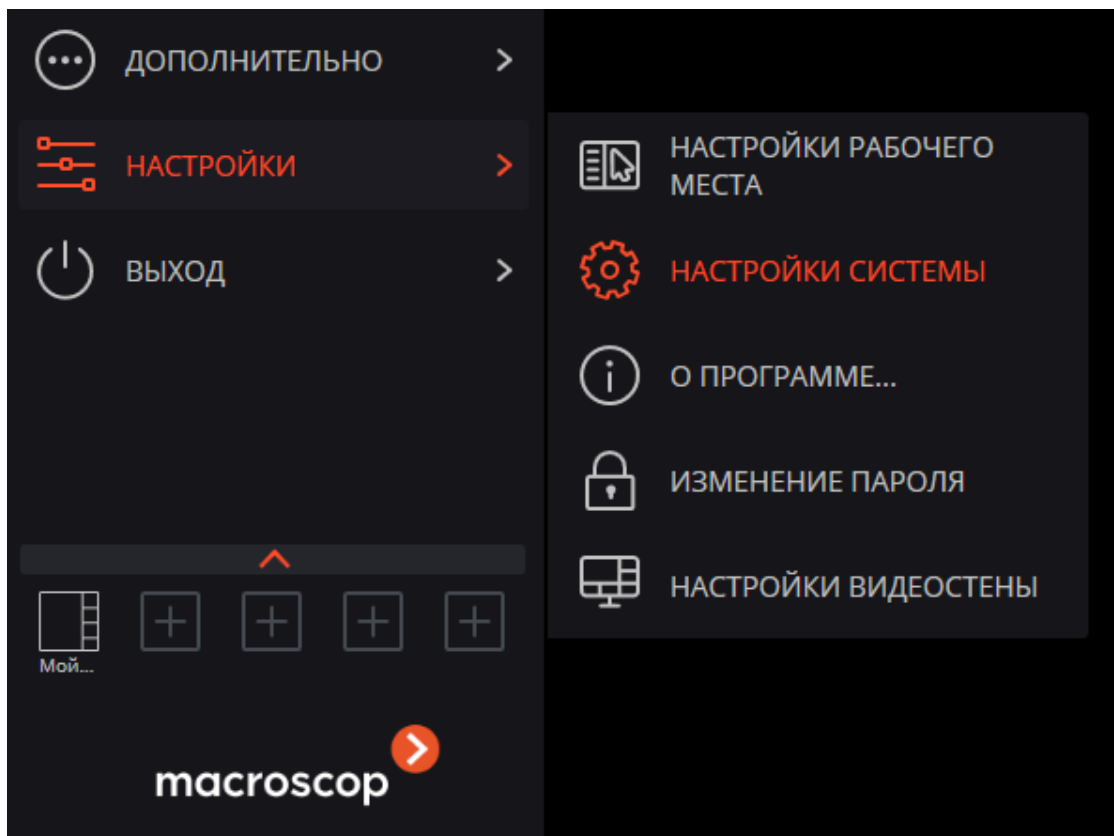 ДОПОЛНИТЕЛЬНО
НАСТРОЙКИ
ВЫХОД
НАСТРОЙКИ РАБОЧЕГО
МЕСТА
НАСТРОЙКИ СИСТЕМЫ
О ПРОГРАММЕ...
ИЗМЕНЕНИЕ ПАРОЛЯ
НАСТРОЙКИ ВИДЕОСТЕНЫ
Мой...
macroscop